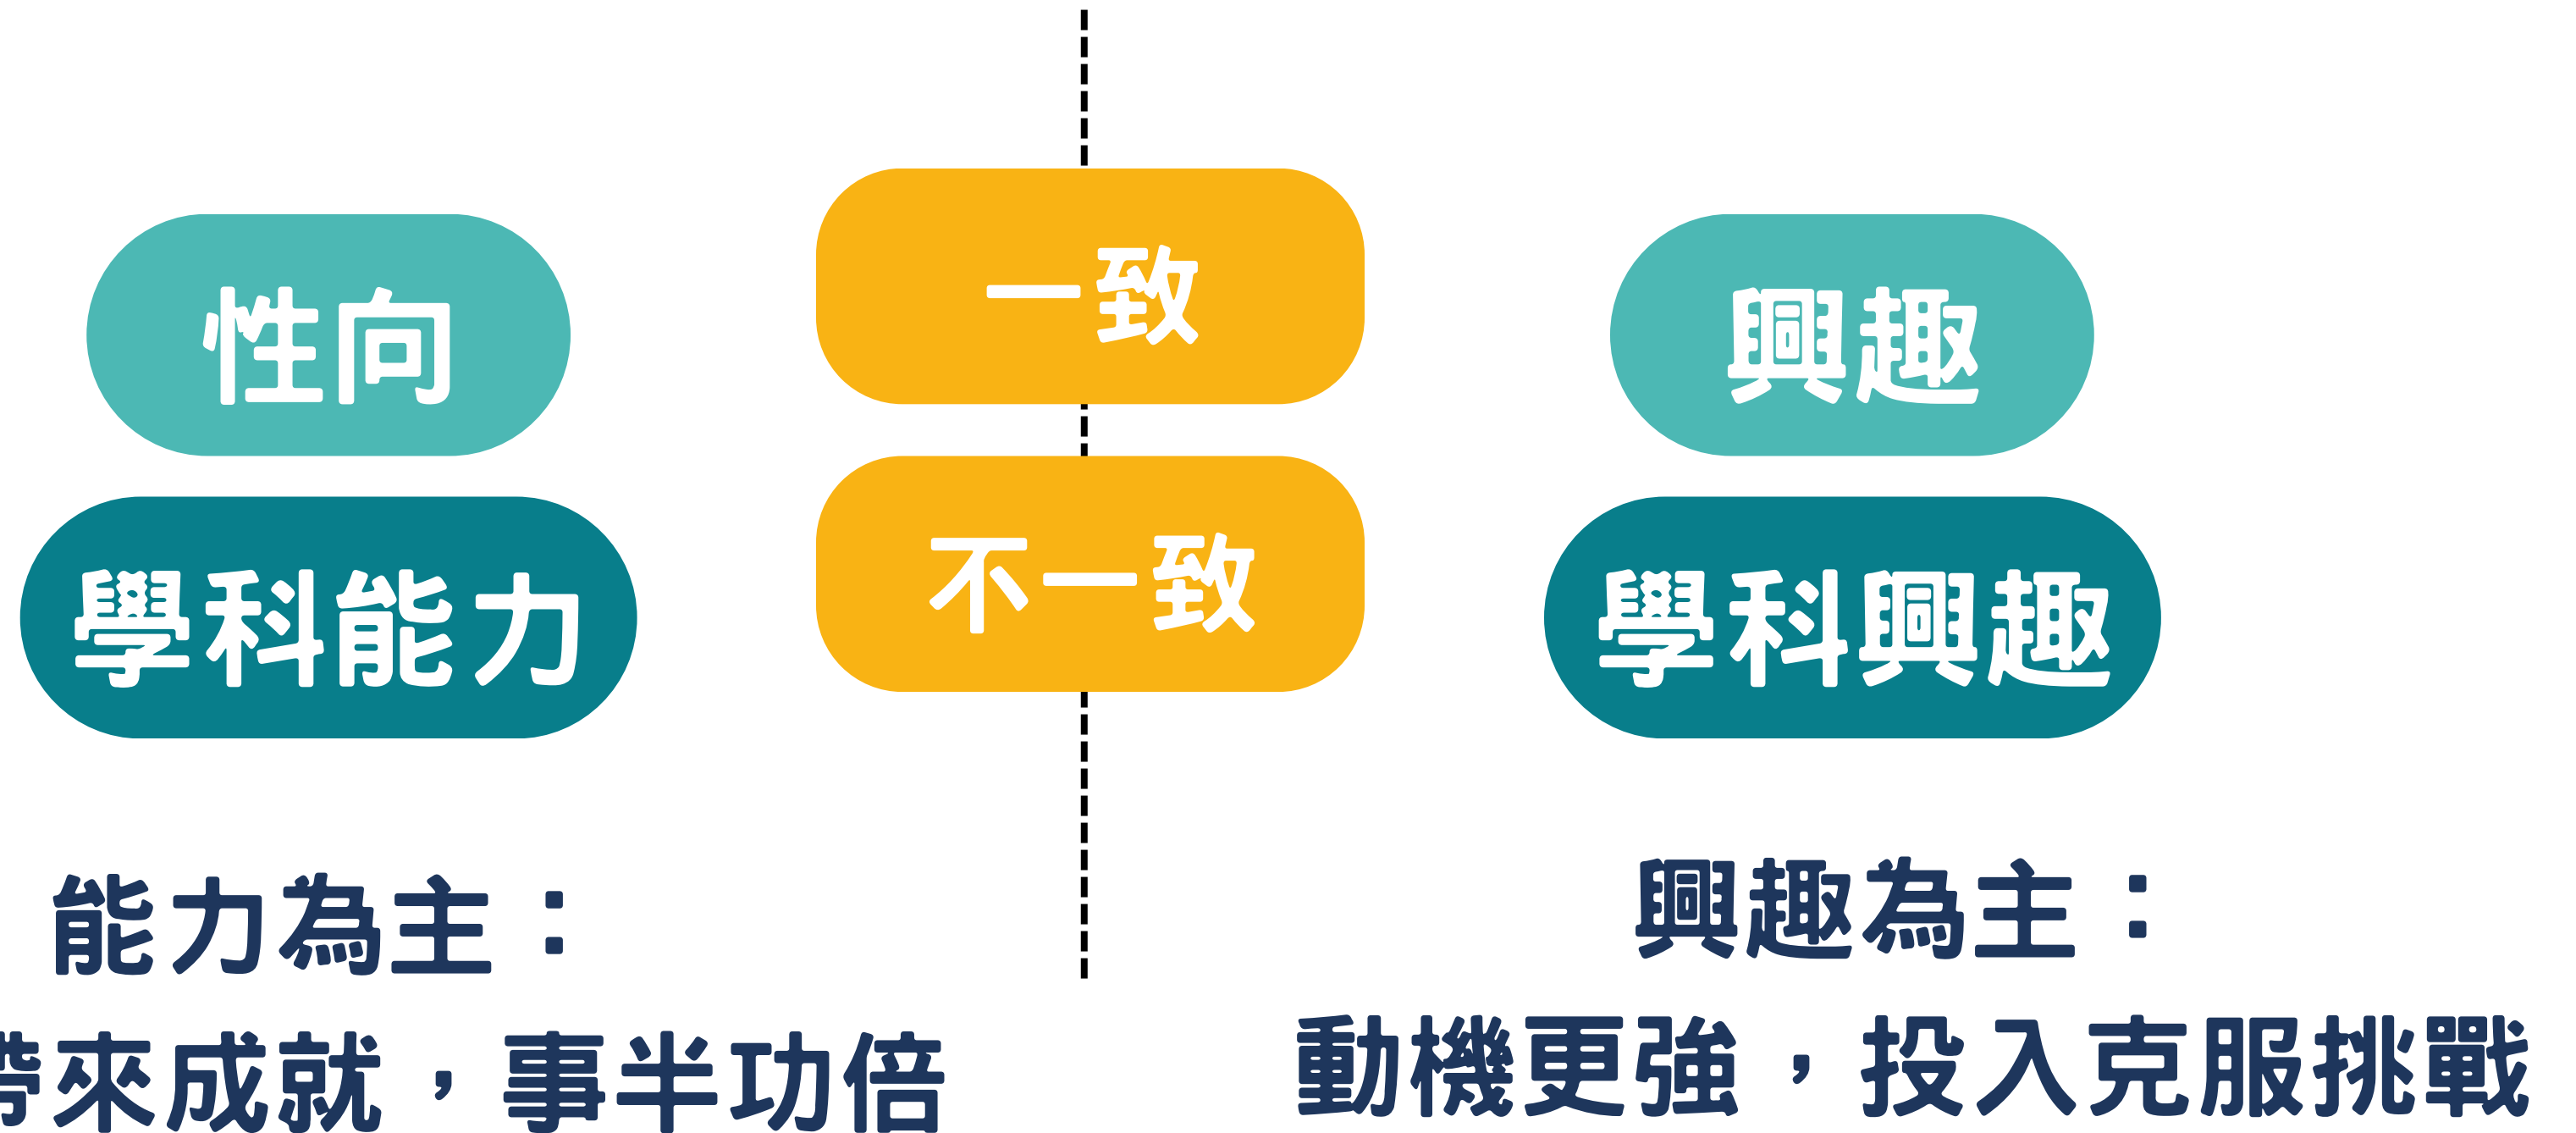 性向
學科能力
一致
不一致
興趣
學科興趣
能力為主：
帶來成就，事半功倍
興趣為主：
動機更強，投入克服挑戰